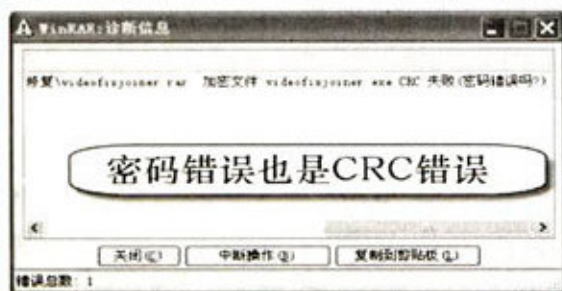 WinRAR:诊断信息
修复\videofixjoiner rar 加密文件 videofixjoiner exe CRC 失败(密码错误吗?)
密码错误也是CRC错误
关闭(C) 中断操作(B) 复制到剪贴板(L)
错误总数: 1